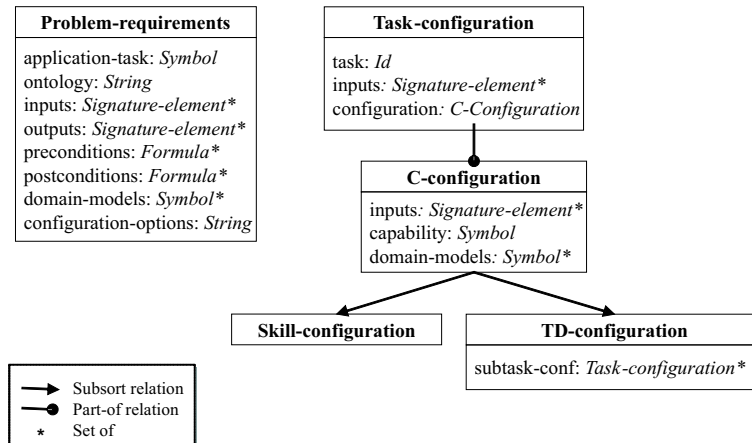 Problem-requirements
application-task: Symbol
ontology: String
inputs: Signature-element*
outputs: Signature-element*
preconditions: Formula*
postconditions: Formula*
domain-models: Symbol*
configuration-options: String
Task-configuration
task: Id
inputs: Signature-element*
configuration: C-Configuration
C-configuration
inputs: Signature-element*
capability: Symbol
domain-models: Symbol*
Skill-configuration
TD-configuration
subtask-conf: Task-configuration*
Subsort relation
Part-of relation
* Set of